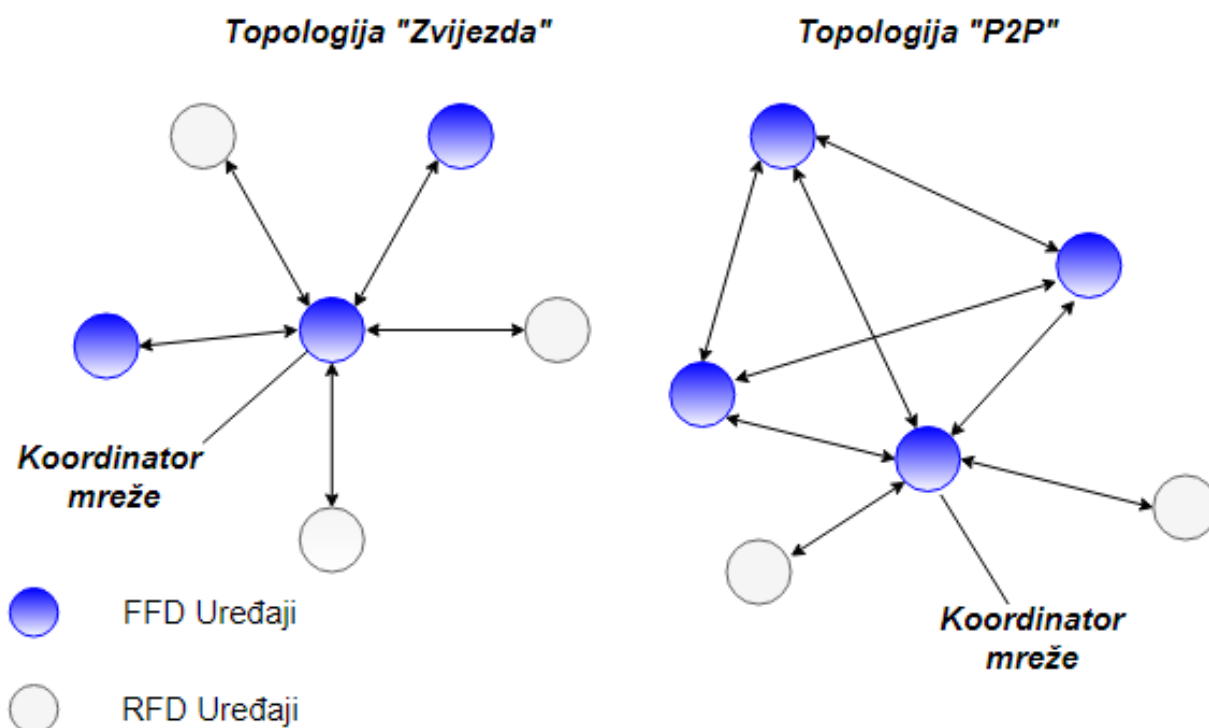 Topologija "Zvijezda"
Topologija "P2P"
Koordinator
mreže
Koordinator
mreže
FFD Uređaji
RFD Uređaji